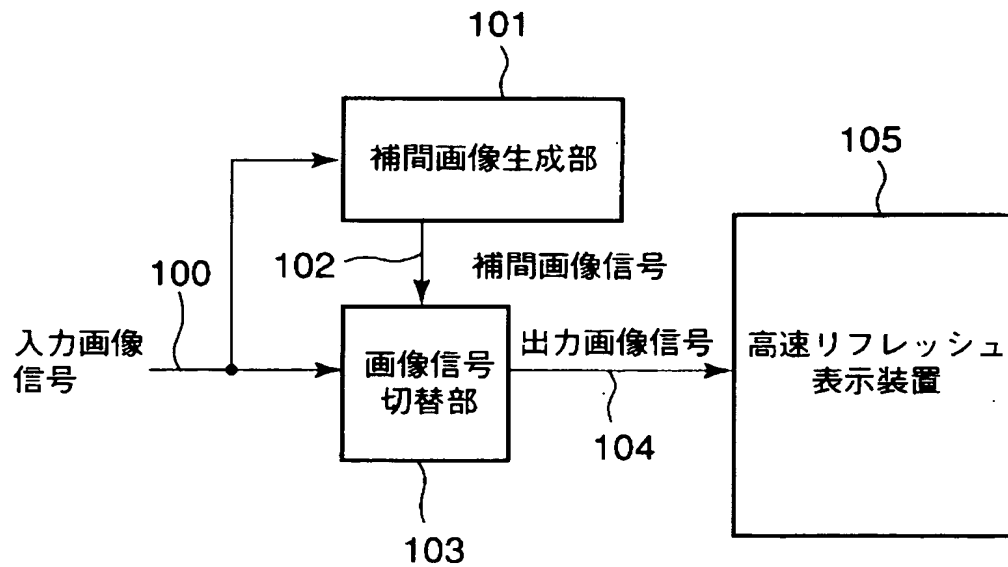 101
補間画像生成部
105
102
補間画像信号
100
入力画像
信号
画像信号
切替部
出力画像信号
高速リフレッシュ
表示装置
104
103